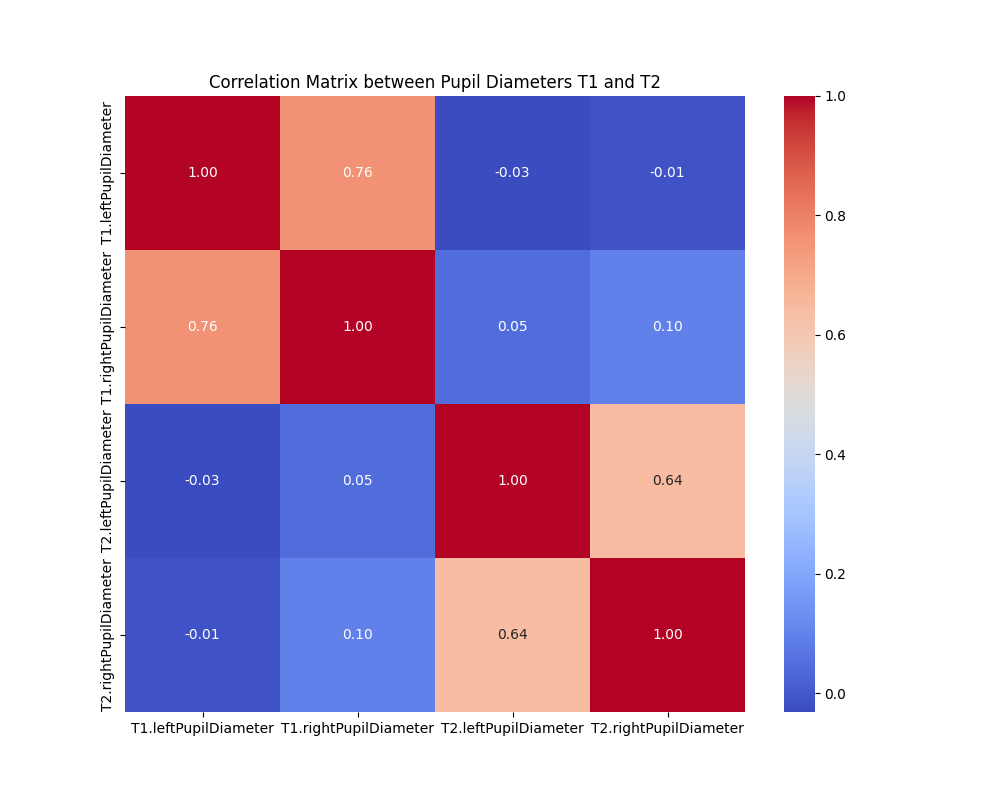 Correlation Matrix between Pupil Diameters T1 and T2
T1.leftPupilDiameter
1.00 0.76 -0.03 -0.01
T1.rightPupilDiameter
0.76 1.00 0.05 0.10
T2.leftPupilDiameter
-0.03 0.05 1.00 0.64
T2.rightPupilDiameter
-0.01 0.10 0.64 1.00
T1.leftPupilDiameter T1.rightPupilDiameter T2.leftPupilDiameter T2.rightPupilDiameter
1.0
0.8
0.6
0.4
0.2
0.0